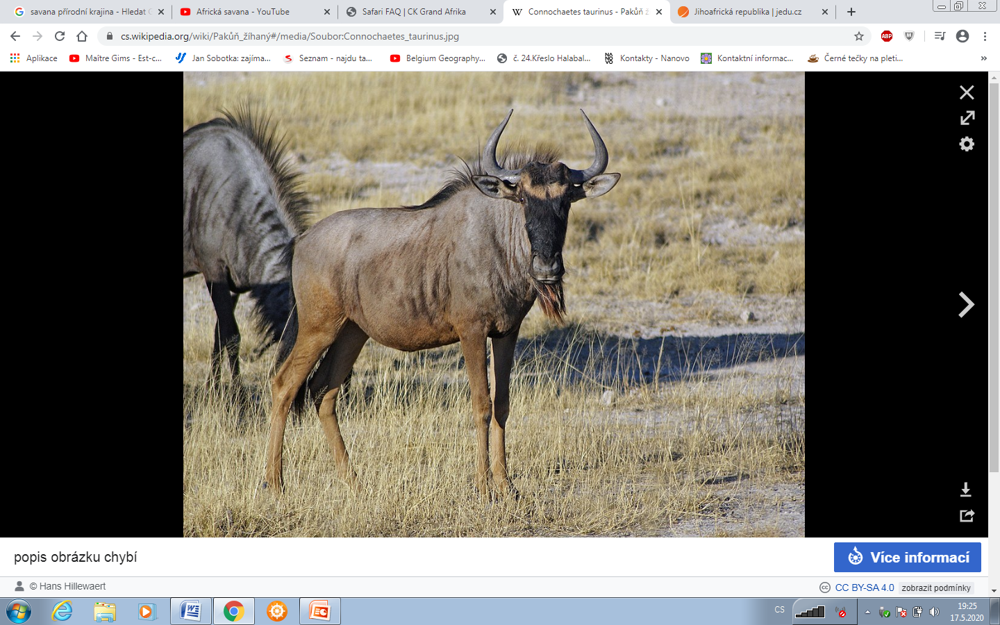 savana přírodní krajina - Hledat G
Africká savana - YouTube
Safari FAQ | CK Grand Afrika
Connochaetes taurinus - Pakůň ž
Jihoafrická republika | jedu.cz
cs.wikipedia.org/wiki/Pakůň_žíhaný#/media/Soubor:Connochaetes_taurinus.jpg
ABP
Aplikace
Maître Gims - Est-c...
Jan Sobotka: zajíma...
Seznam - najdu ta...
Belgium Geography...
č. 24.Křeslo Halabal...
Kontakty - Nanovo
Kontaktní informac...
Černé tečky na pleti...
»
popis obrázku chybí
Více informací
© Hans Hillewaert
CC BY-SA 4.0
zobrazit podmínky
CS
19:25
17.5.2020